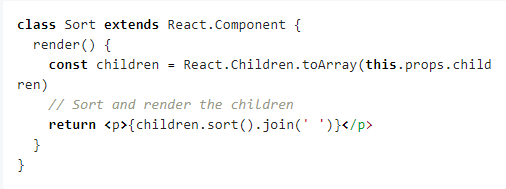 class Sort extends React.Component {
  render() {
    const children = React.Children.toArray(this.props.child
ren)
    // Sort and render the children
    return <p>{children.sort().join(' ')}</p>
  }
}